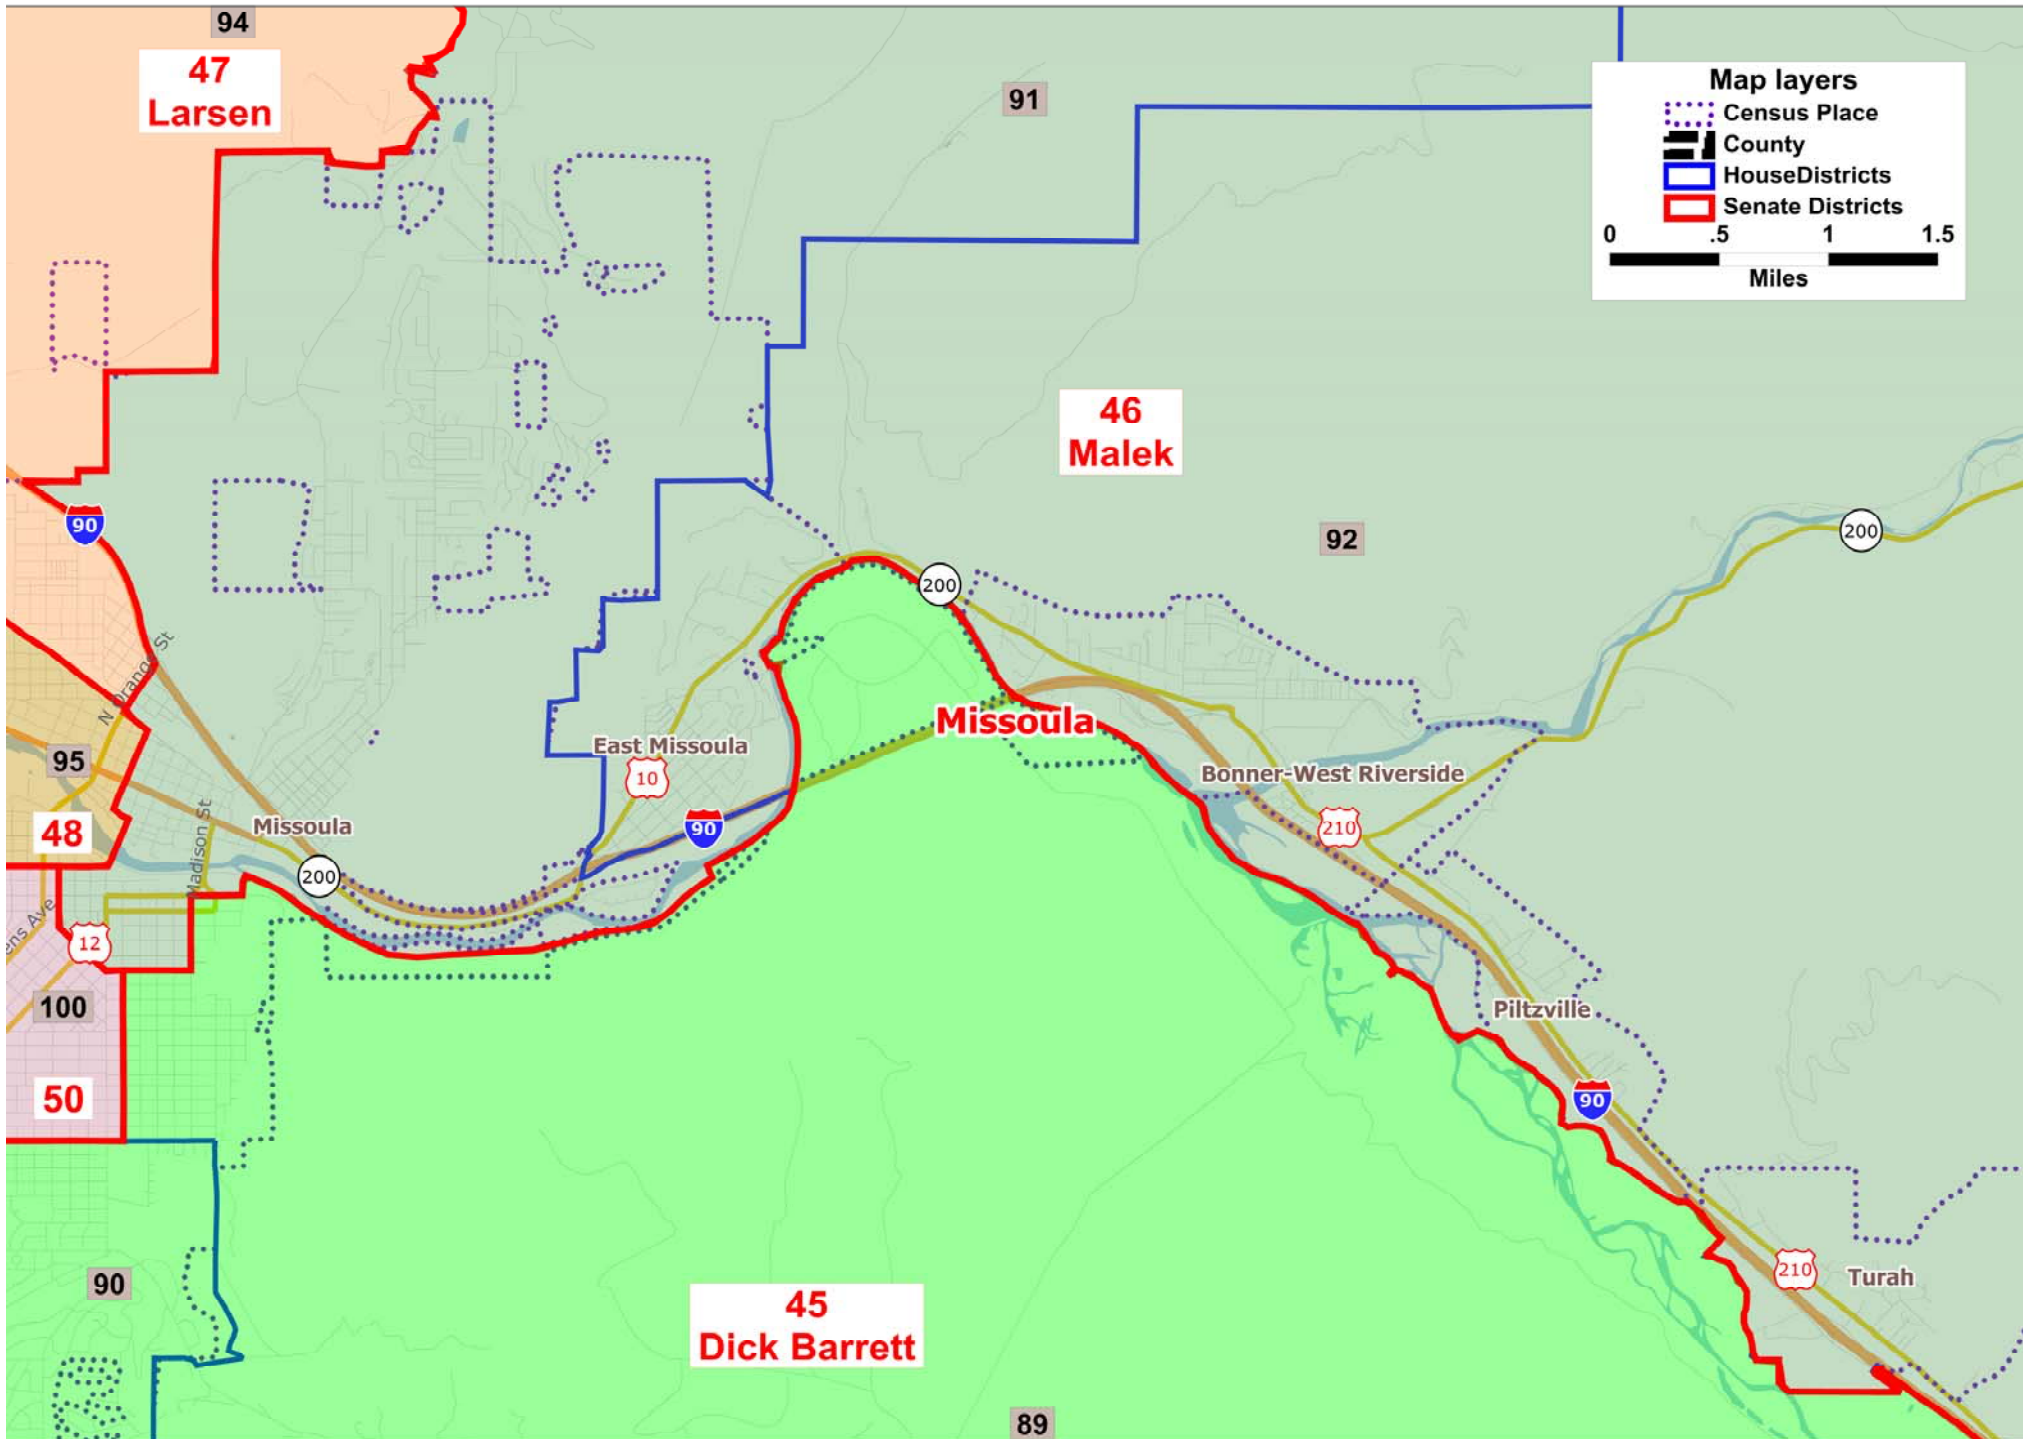 94
47
Larsen
91
Map layers
Census Place
County
HouseDistricts
Senate Districts
0 .5 1 1.5
Miles
46
Malek
90
92
200
200
N Orange St
Missoula
East Missoula
10
95
Bonner-West Riverside
210
90
48
Missoula
Madison St
200
ens Ave
12
100
Piltzville
50
90
210
Turah
90
45
Dick Barrett
89